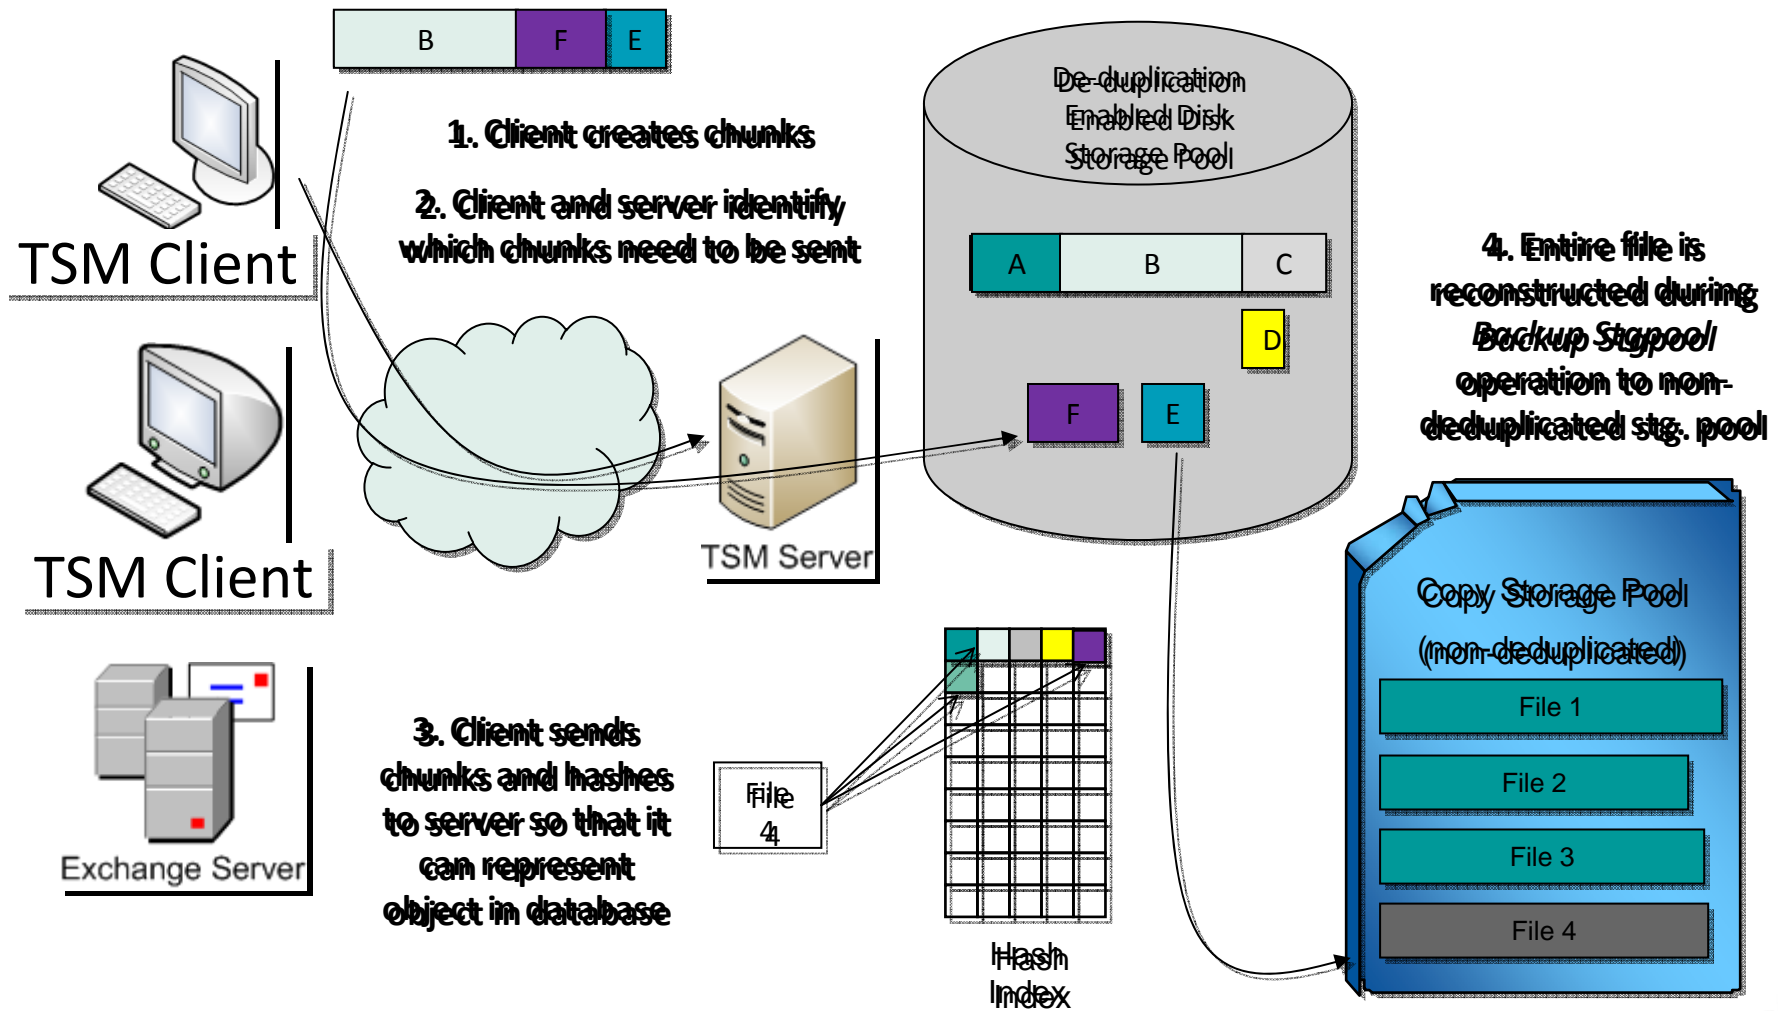 B F E
1. Client creates chunks
2. Client and server identify
which chunks need to be sent
TSM Client
TSM Client
Exchange Server
TSM Server
De-duplication
Enabled Disk
Storage Pool
A B C
D
F E
3. Client sends
chunks and hashes
to server so that it
can represent
object in database
File
4
Hash
Index
4. Entire file is
reconstructed during
Backup Stgpool
operation to non-
deduplicated stg. pool
Copy Storage Pool
(non-deduplicated)
File 1
File 2
File 3
File 4